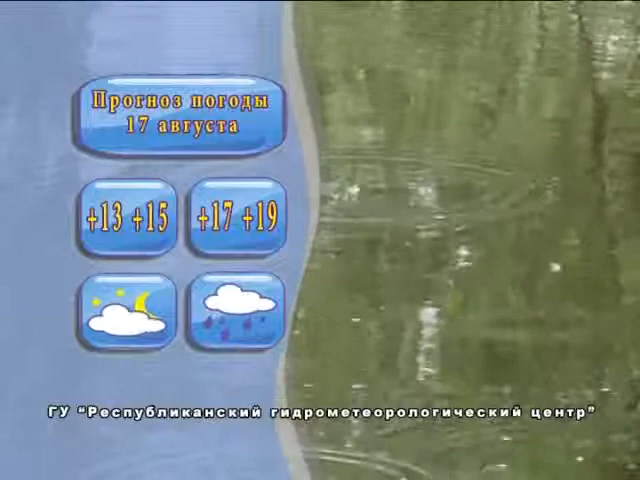 Прогноз погоды
17 августа
+13 +15
+17 +19
ГУ "Республиканский гидрометеорологический центр"